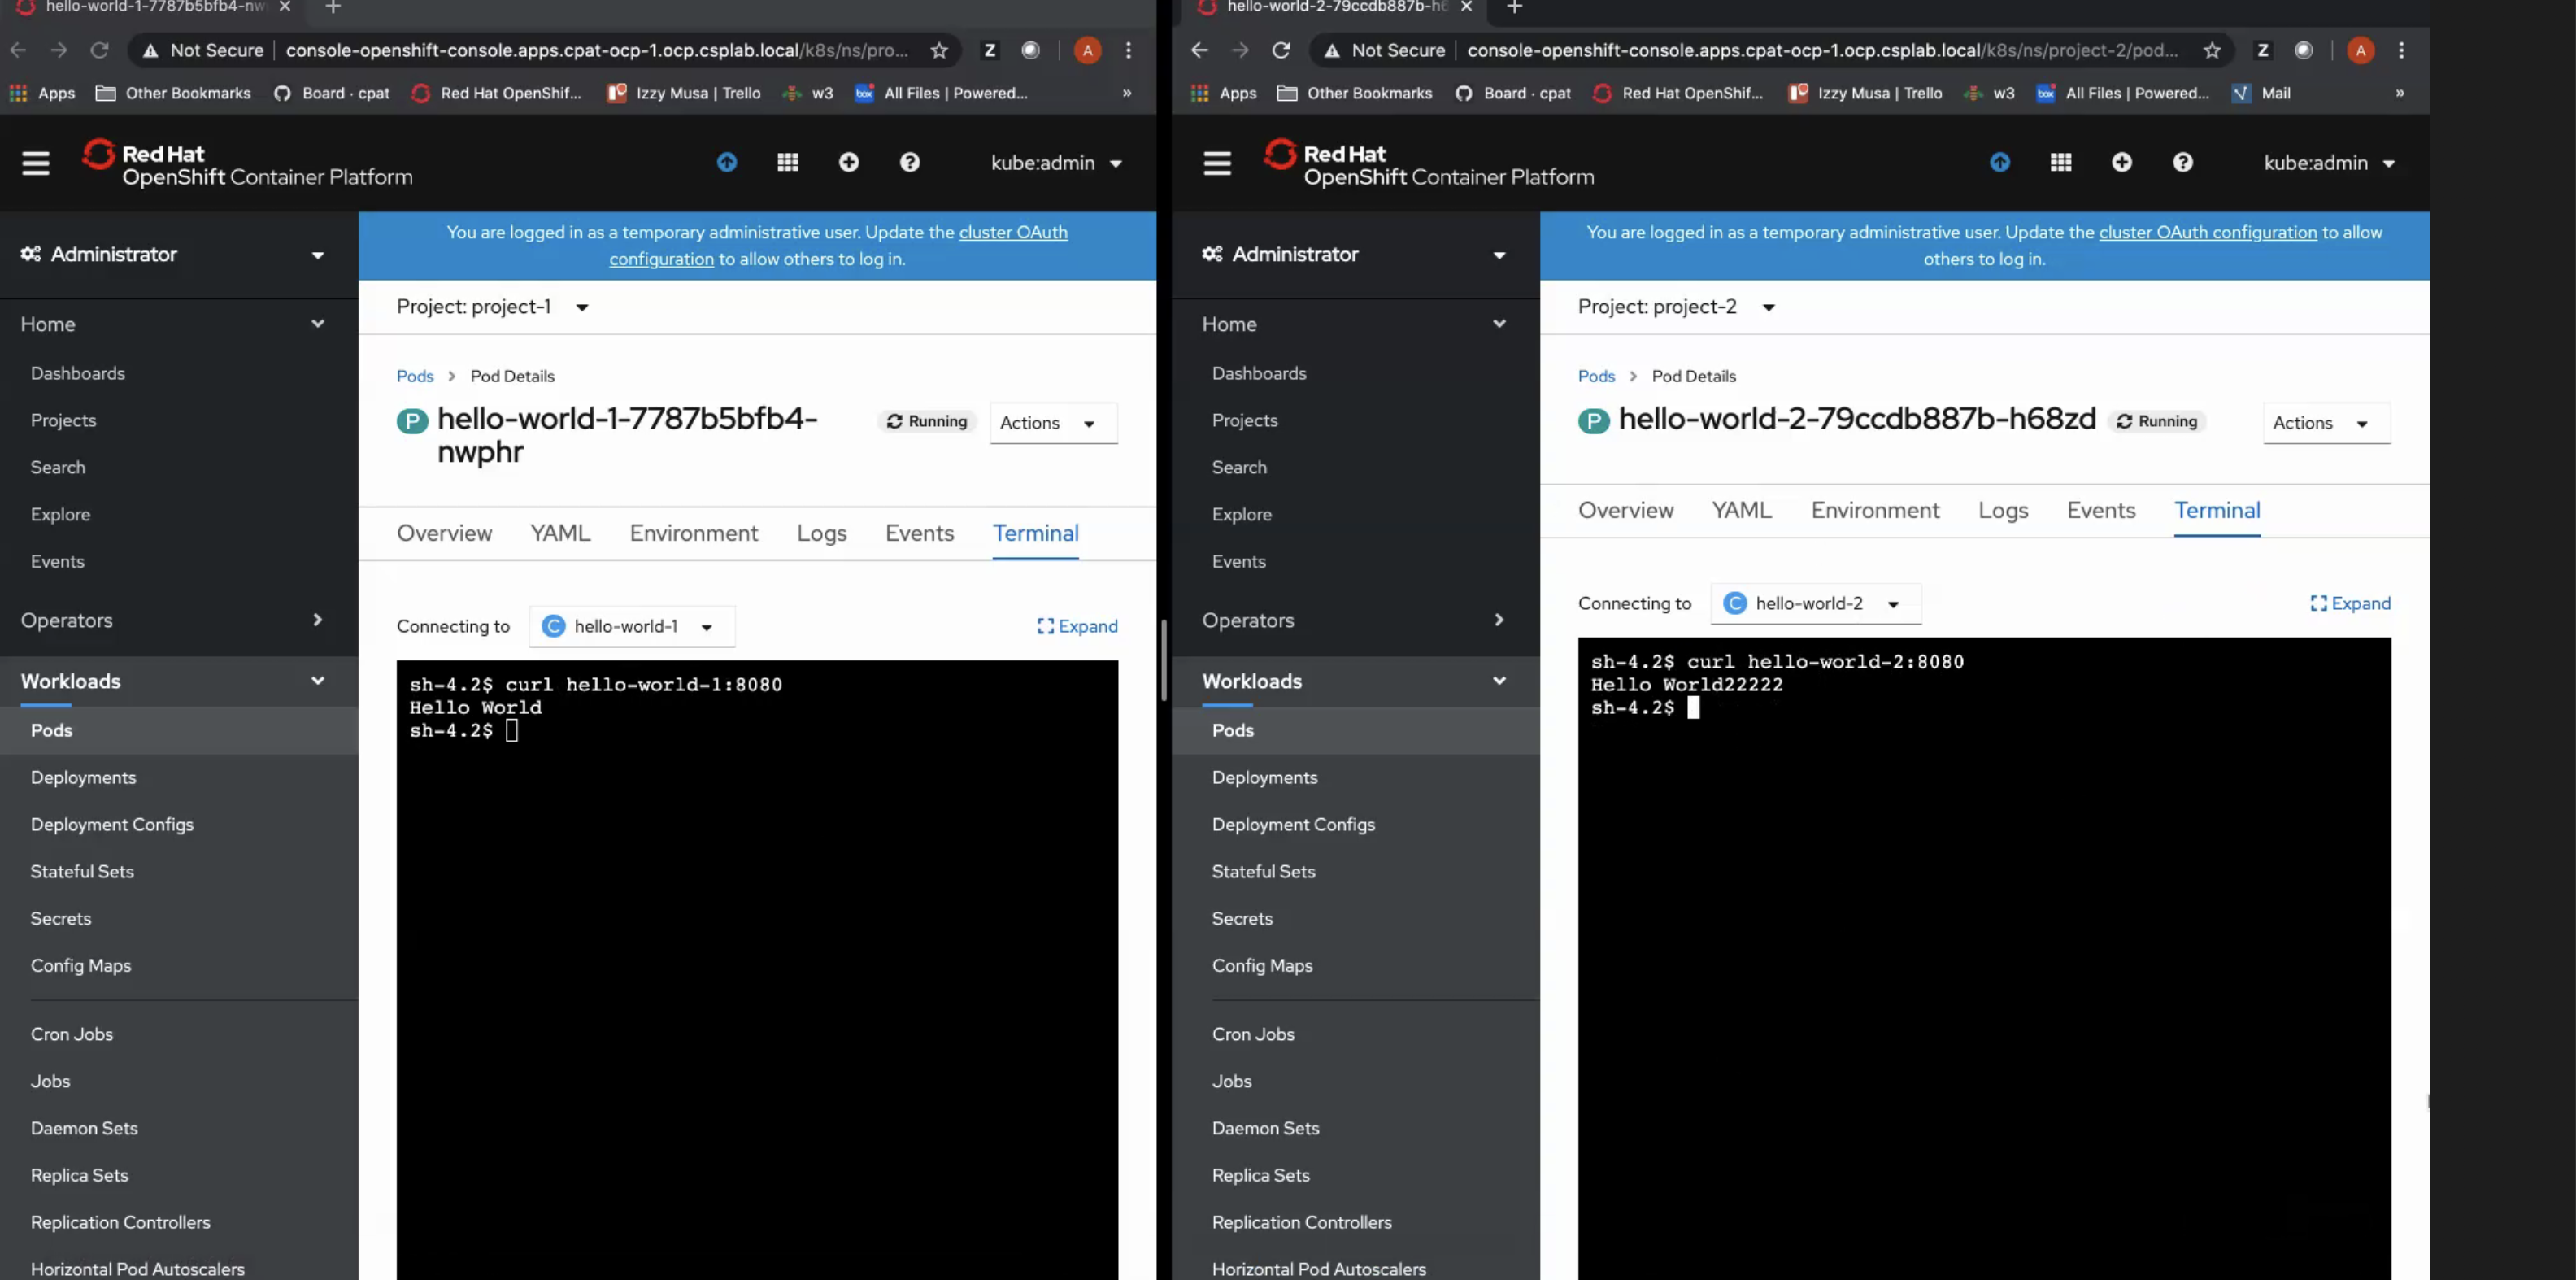 hello-world-1-7787b5bfb4-nw
Not Secure
console-openshift-console.apps.cpat-ocp-1.ocp.csplab.local/k8s/ns/pro...
Z
A
Apps
Other Bookmarks
Board · cpat
Red Hat OpenShif...
Izzy Musa | Trello
w3
box
All Files | Powered...
»
Red Hat
OpenShift Container Platform
kube:admin
Administrator
Home
Dashboards
Projects
Search
Explore
Events
Operators
Workloads
Pods
Deployments
Deployment Configs
Stateful Sets
Secrets
Config Maps
Cron Jobs
Jobs
Daemon Sets
Replica Sets
Replication Controllers
Horizontal Pod Autoscalers
You are logged in as a temporary administrative user. Update the cluster OAuth
configuration to allow others to log in.
Project: project-1
Pods > Pod Details
P
hello-world-1-7787b5bfb4-
nwphr
Running
Actions
Overview
YAML
Environment
Logs
Events
Terminal
Connecting to
C
hello-world-1
Expand
sh-4.2$ curl hello-world-1:8080
Hello World
sh-4.2$
hello-world-2-79ccdb887b-h6
Not Secure
console-openshift-console.apps.cpat-ocp-1.ocp.csplab.local/k8s/ns/project-2/pod...
Z
A
Apps
Other Bookmarks
Board · cpat
Red Hat OpenShif...
Izzy Musa | Trello
w3
box
All Files | Powered...
Mail
»
Red Hat
OpenShift Container Platform
kube:admin
Administrator
Home
Dashboards
Projects
Search
Explore
Events
Operators
Workloads
Pods
Deployments
Deployment Configs
Stateful Sets
Secrets
Config Maps
Cron Jobs
Jobs
Daemon Sets
Replica Sets
Replication Controllers
Horizontal Pod Autoscalers
You are logged in as a temporary administrative user. Update the cluster OAuth configuration to allow
others to log in.
Project: project-2
Pods > Pod Details
P
hello-world-2-79ccdb887b-h68zd
Running
Actions
Overview
YAML
Environment
Logs
Events
Terminal
Connecting to
C
hello-world-2
Expand
sh-4.2$ curl hello-world-2:8080
Hello World22222
sh-4.2$